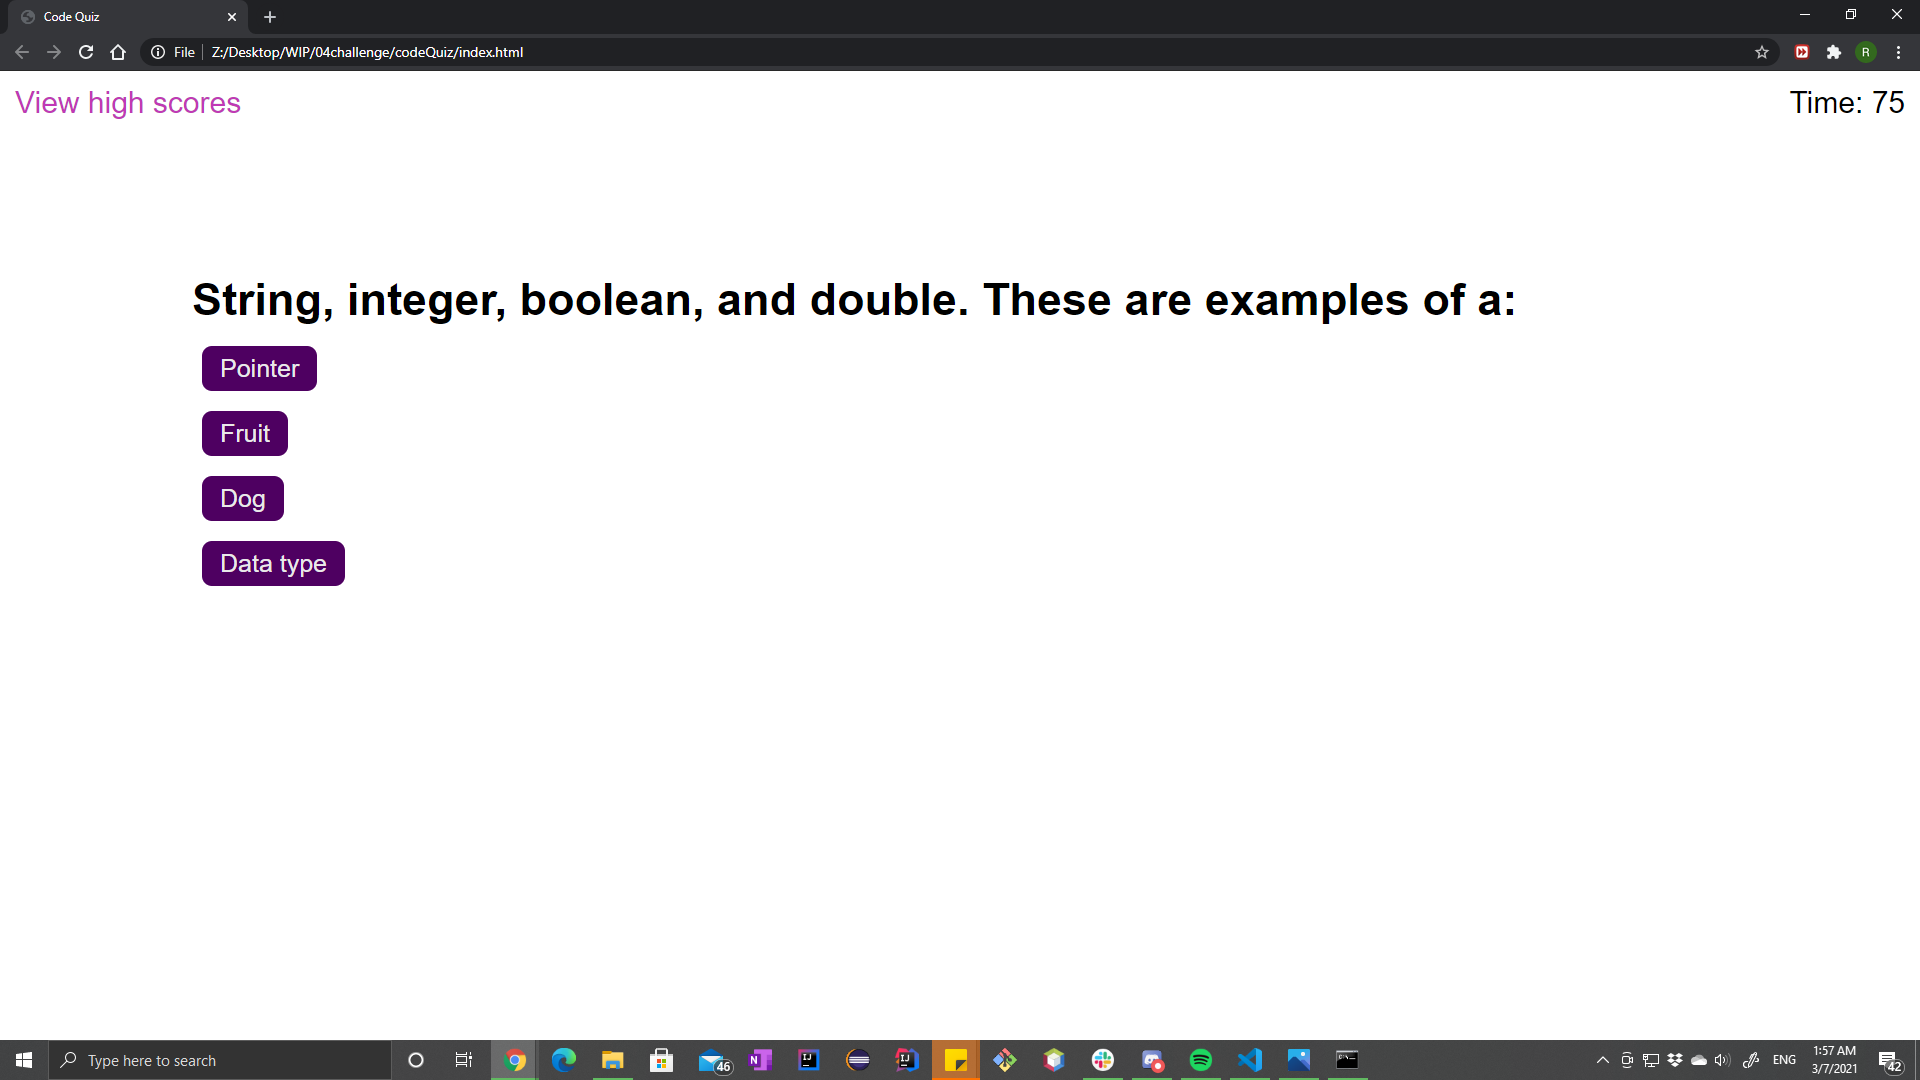 Code Quiz
File
Z:/Desktop/WIP/04challenge/codeQuiz/index.html
R
View high scores
Time: 75
String, integer, boolean, and double. These are examples of a:
Pointer
Fruit
Dog
Data type
Type here to search
46
N
IJ
IJ
ENG
1:57 AM
3/7/2021
42